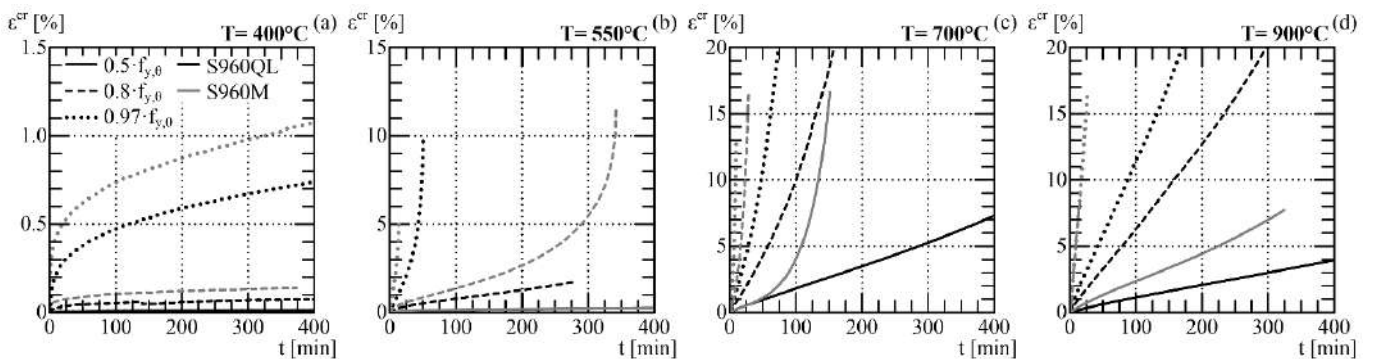 ε^cr [%] T= 400°C (a)
1.5
1.0
0.5
0
0.5·f_y,θ S960QL
0.8·f_y,θ S960M
0.97·f_y,θ
0 100 200 300 400
t [min]
ε^cr [%] T= 550°C (b)
15
10
5
0
0 100 200 300 400
t [min]
ε^cr [%] T= 700°C (c)
20
15
10
5
0
0 100 200 300 400
t [min]
ε^cr [%] T= 900°C (d)
20
15
10
5
0
0 100 200 300 400
t [min]